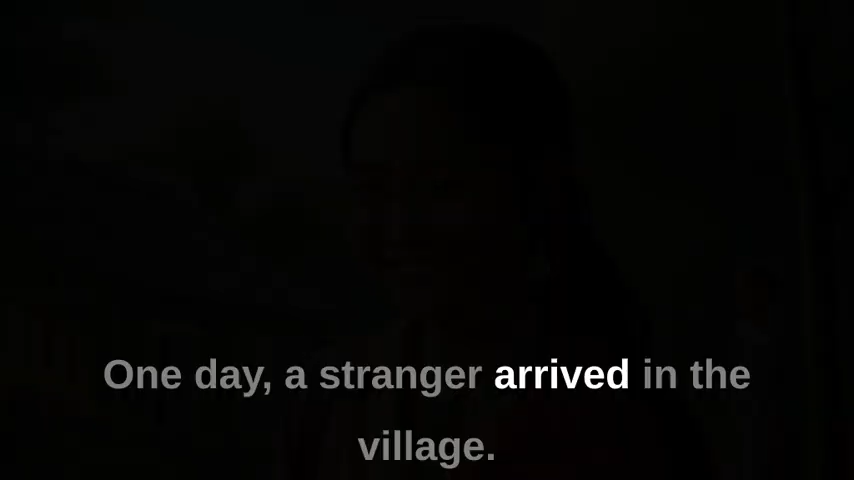 One day, a stranger arrived in the
village.